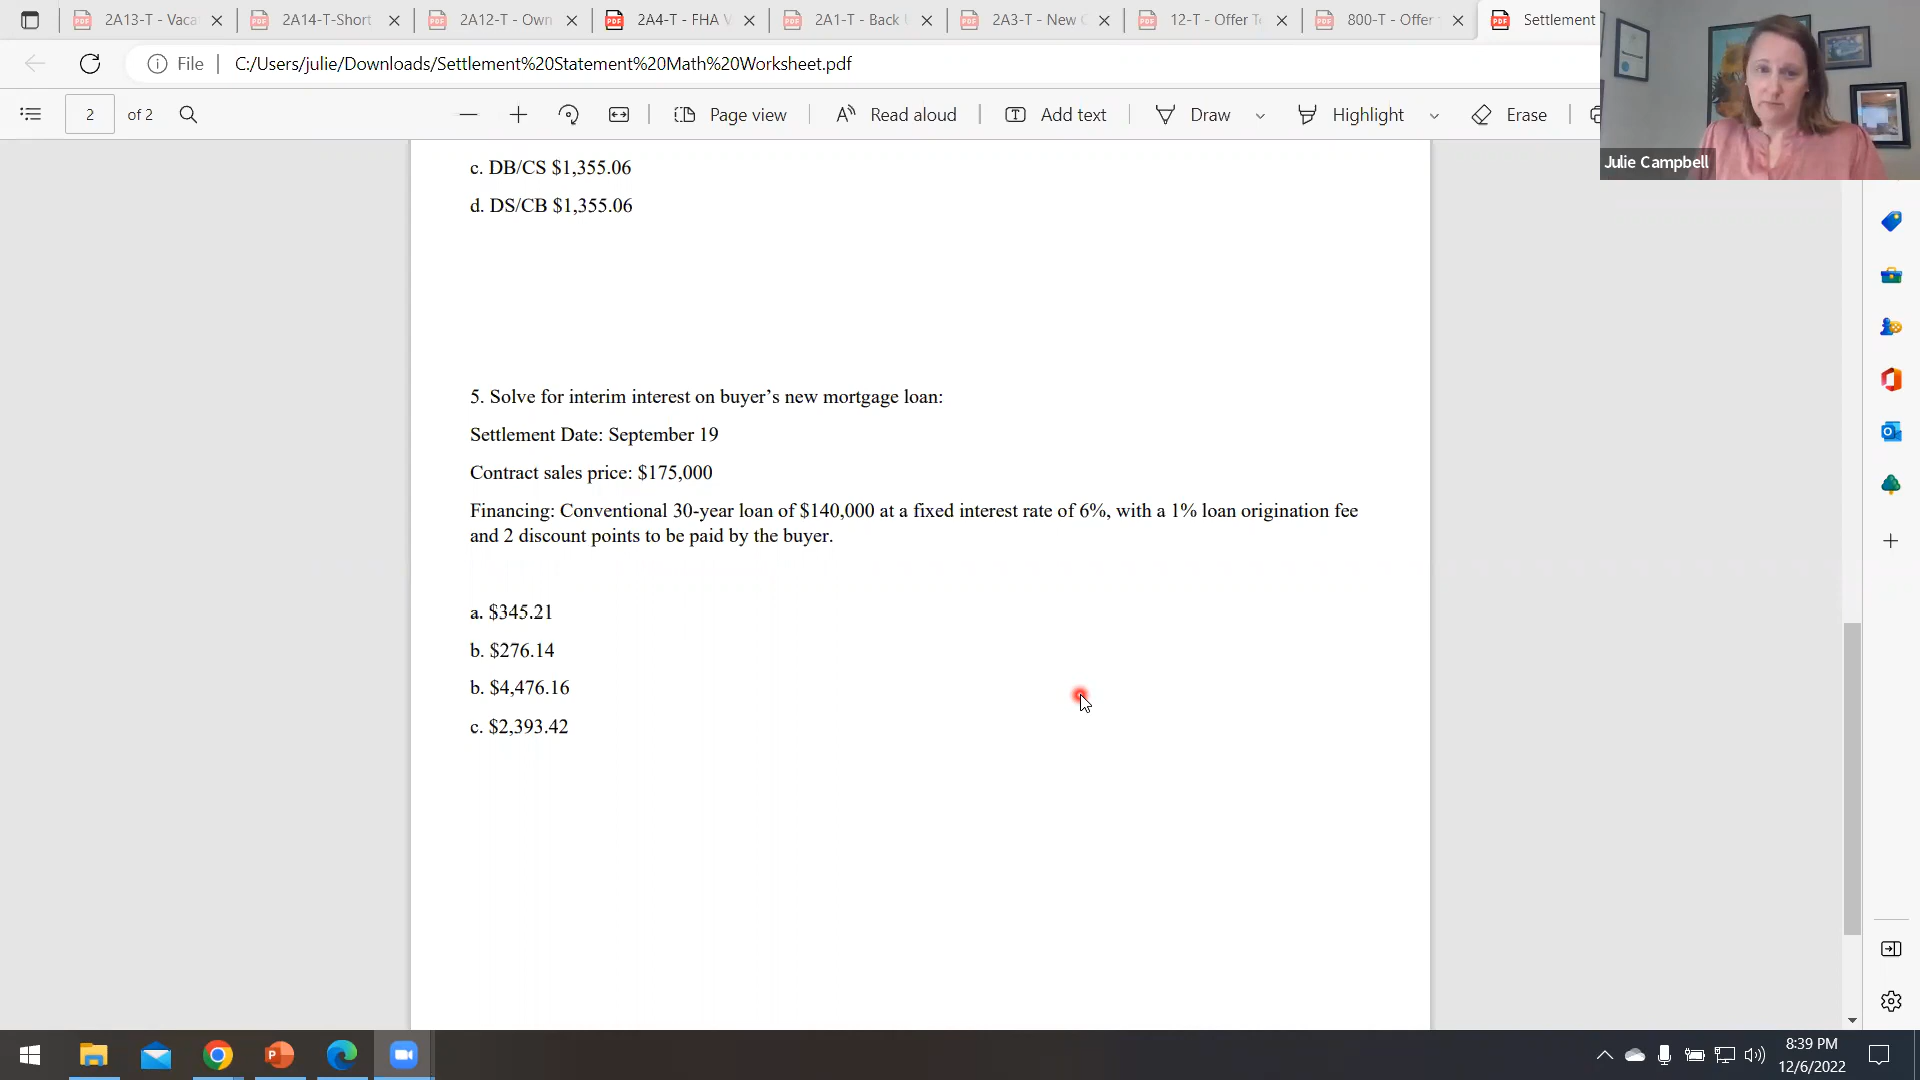 2A13-T - Vaca
2A14-T-Short
2A12-T - Own
2A4-T - FHA V
2A1-T - Back U
2A3-T - New C
12-T - Offer To
800-T - Offer
Settlement
File
C:/Users/julie/Downloads/Settlement%20Statement%20Math%20Worksheet.pdf
2
of 2
Page view
Read aloud
Add text
Draw
Highlight
Erase
Julie Campbell
c. DB/CS $1,355.06
d. DS/CB $1,355.06
5. Solve for interim interest on buyer’s new mortgage loan:
Settlement Date: September 19
Contract sales price: $175,000
Financing: Conventional 30-year loan of $140,000 at a fixed interest rate of 6%, with a 1% loan origination fee
and 2 discount points to be paid by the buyer.
a. $345.21
b. $276.14
b. $4,476.16
c. $2,393.42
8:39 PM
12/6/2022